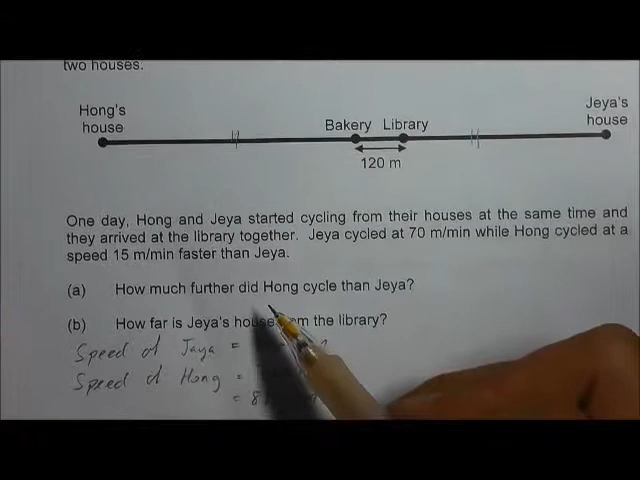 two houses.
Hong's
house
Bakery Library
Jeya's
house
120 m
One day, Hong and Jeya started cycling from their houses at the same time and
they arrived at the library together. Jeya cycled at 70 m/min while Hong cycled at a
speed 15 m/min faster than Jeya.
(a) How much further did Hong cycle than Jeya?
(b) How far is Jeya's house the library?
Speed of Jaya =
Speed of Hong =
= 8